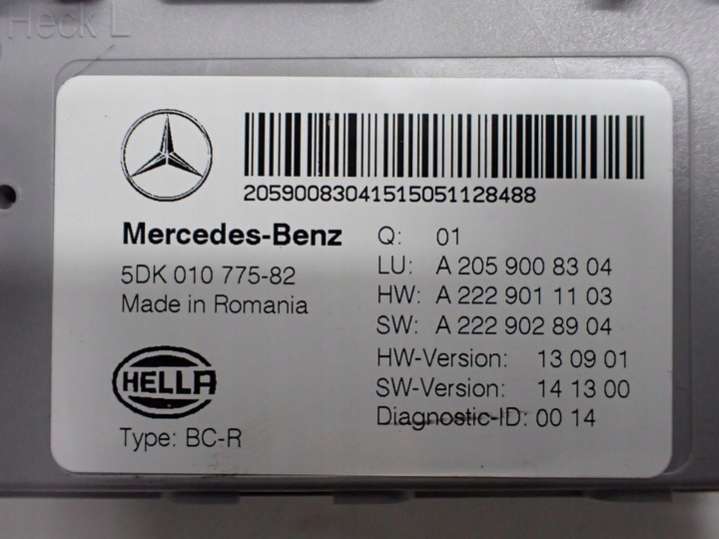 Heck L
205900830415150511284​88
Mercedes-Benz
5DK 010 775-82
Made in Romania
HELLA
Type: BC-R
Q: 01
LU: A 205 900 83 04
HW: A 222 901 11 03
SW: A 222 902 89 04
HW-Version: 13 09 01
SW-Version: 14 13 00
Diagnostic-ID: 00 14